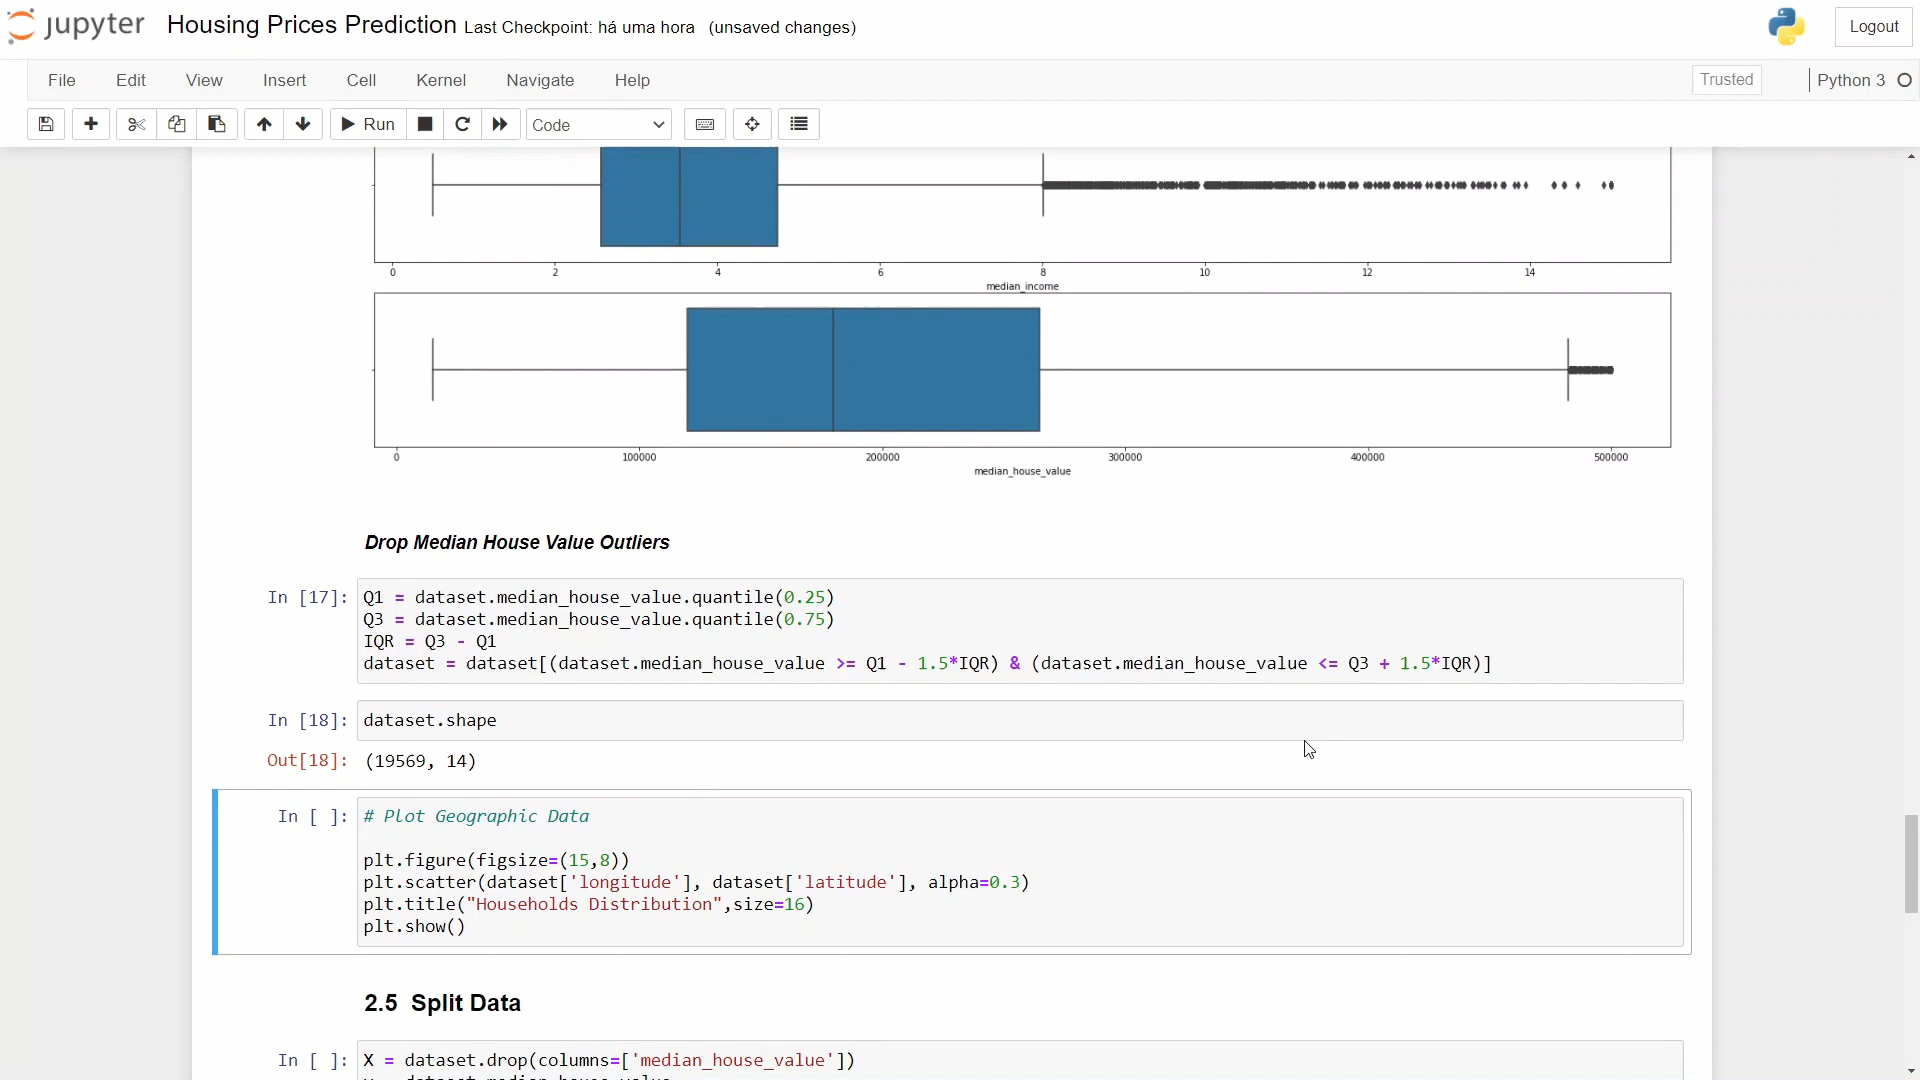 jupyter Housing Prices Prediction Last Checkpoint: há uma hora (unsaved changes) Logout
File Edit View Insert Cell Kernel Navigate Help Trusted Python 3
Run Code
0 2 4 6 8 10 12 14
median_income
0 100000 200000 300000 400000 500000
median_house_value
Drop Median House Value Outliers
In [17]: Q1 = dataset.median_house_value.quantile(0.25)
Q3 = dataset.median_house_value.quantile(0.75)
IQR = Q3 - Q1
dataset = dataset[(dataset.median_house_value >= Q1 - 1.5*IQR) & (dataset.median_house_value <= Q3 + 1.5*IQR)]
In [18]: dataset.shape
Out[18]: (19569, 14)
In [ ]: # Plot Geographic Data
plt.figure(figsize=(15,8))
plt.scatter(dataset['longitude'], dataset['latitude'], alpha=0.3)
plt.title("Households Distribution",size=16)
plt.show()
2.5 Split Data
In [ ]: X = dataset.drop(columns=['median_house_value'])